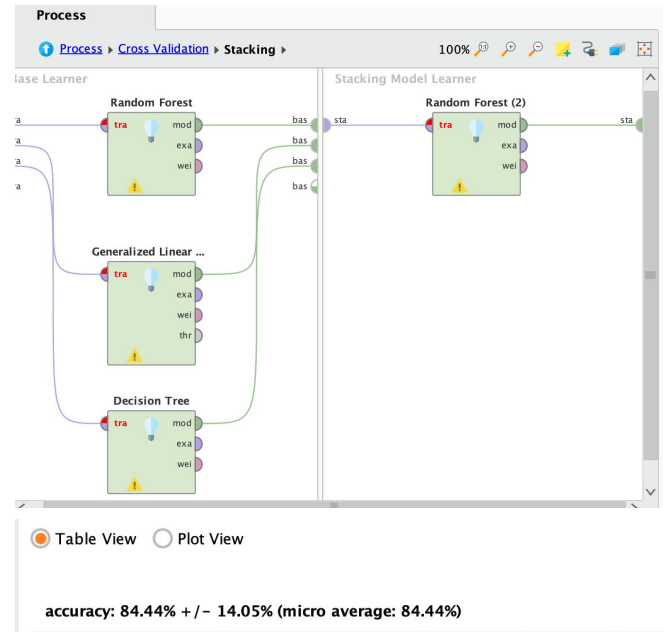 Process
Process ▸ Cross Validation ▸ Stacking ▸ 100%
Base Learner
Stacking Model Learner
Random Forest
tra mod
exa
wei
Generalized Linear ...
tra mod
exa
wei
thr
Decision Tree
tra mod
exa
wei
bas
bas
bas
bas
sta
Random Forest (2)
tra mod
exa
wei
sta
Table View Plot View
accuracy: 84.44% +/- 14.05% (micro average: 84.44%)